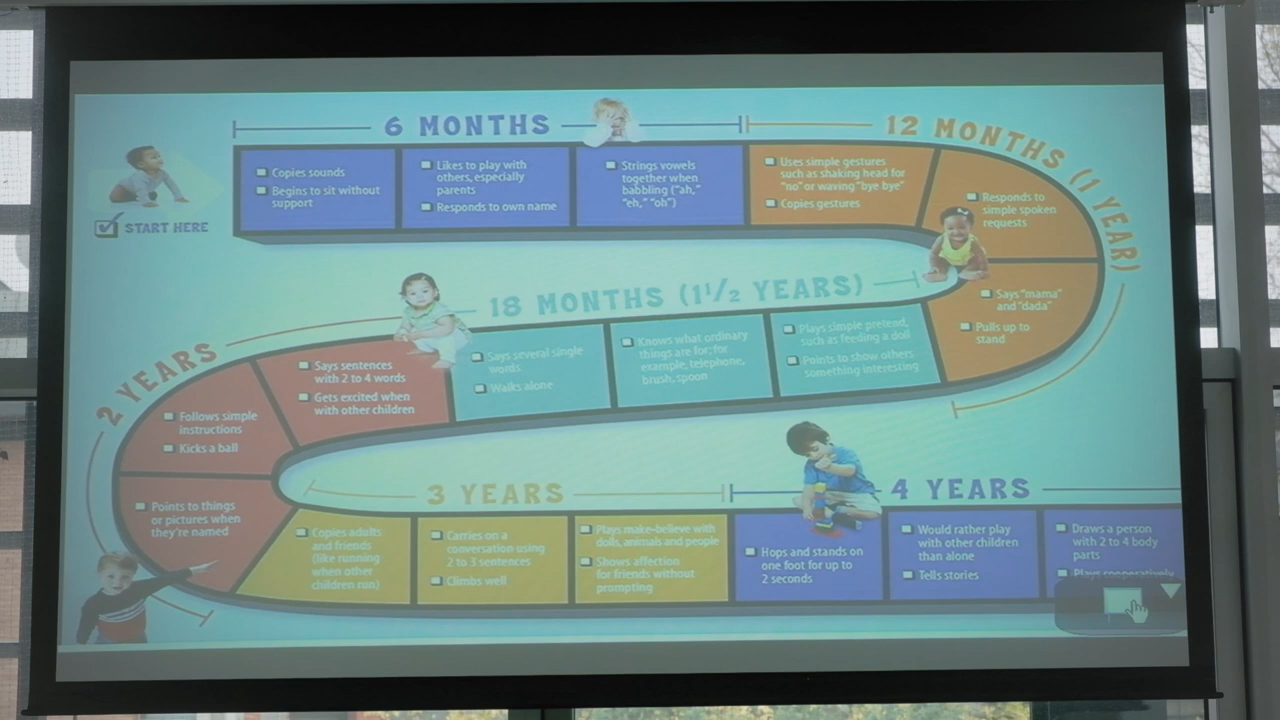 6 MONTHS
12 MONTHS (1 YEAR)
START HERE
Copies sounds
Begins to sit without
support
Likes to play with
others, especially
parents
Responds to own name
Strings vowels
together when
babbling ("ah,"
"eh," "oh")
Uses simple gestures
such as shaking head for
"no" or waving "bye bye"
Copies gestures
Responds to
simple spoken
requests
Says "mama"
and "dada"
Pulls up to
stand
18 MONTHS (1½ YEARS)
Plays simple pretend,
such as feeding a doll
Points to show others
something interesting
Knows what ordinary
things are for; for
example, telephone,
brush, spoon
Says several single
words
Walks alone
2 YEARS
Says sentences
with 2 to 4 words
Gets excited when
with other children
Follows simple
instructions
Kicks a ball
Points to things
or pictures when
they're named
3 YEARS
Copies adults
and friends
(like running
when other
children run)
Carries on a
conversation using
2 to 3 sentences
Climbs well
Plays make-believe with
dolls, animals and people
Shows affection
for friends without
prompting
4 YEARS
Hops and stands on
one foot for up to
2 seconds
Would rather play
with other children
than alone
Tells stories
Draws a person
with 2 to 4 body
parts
Plays cooperatively